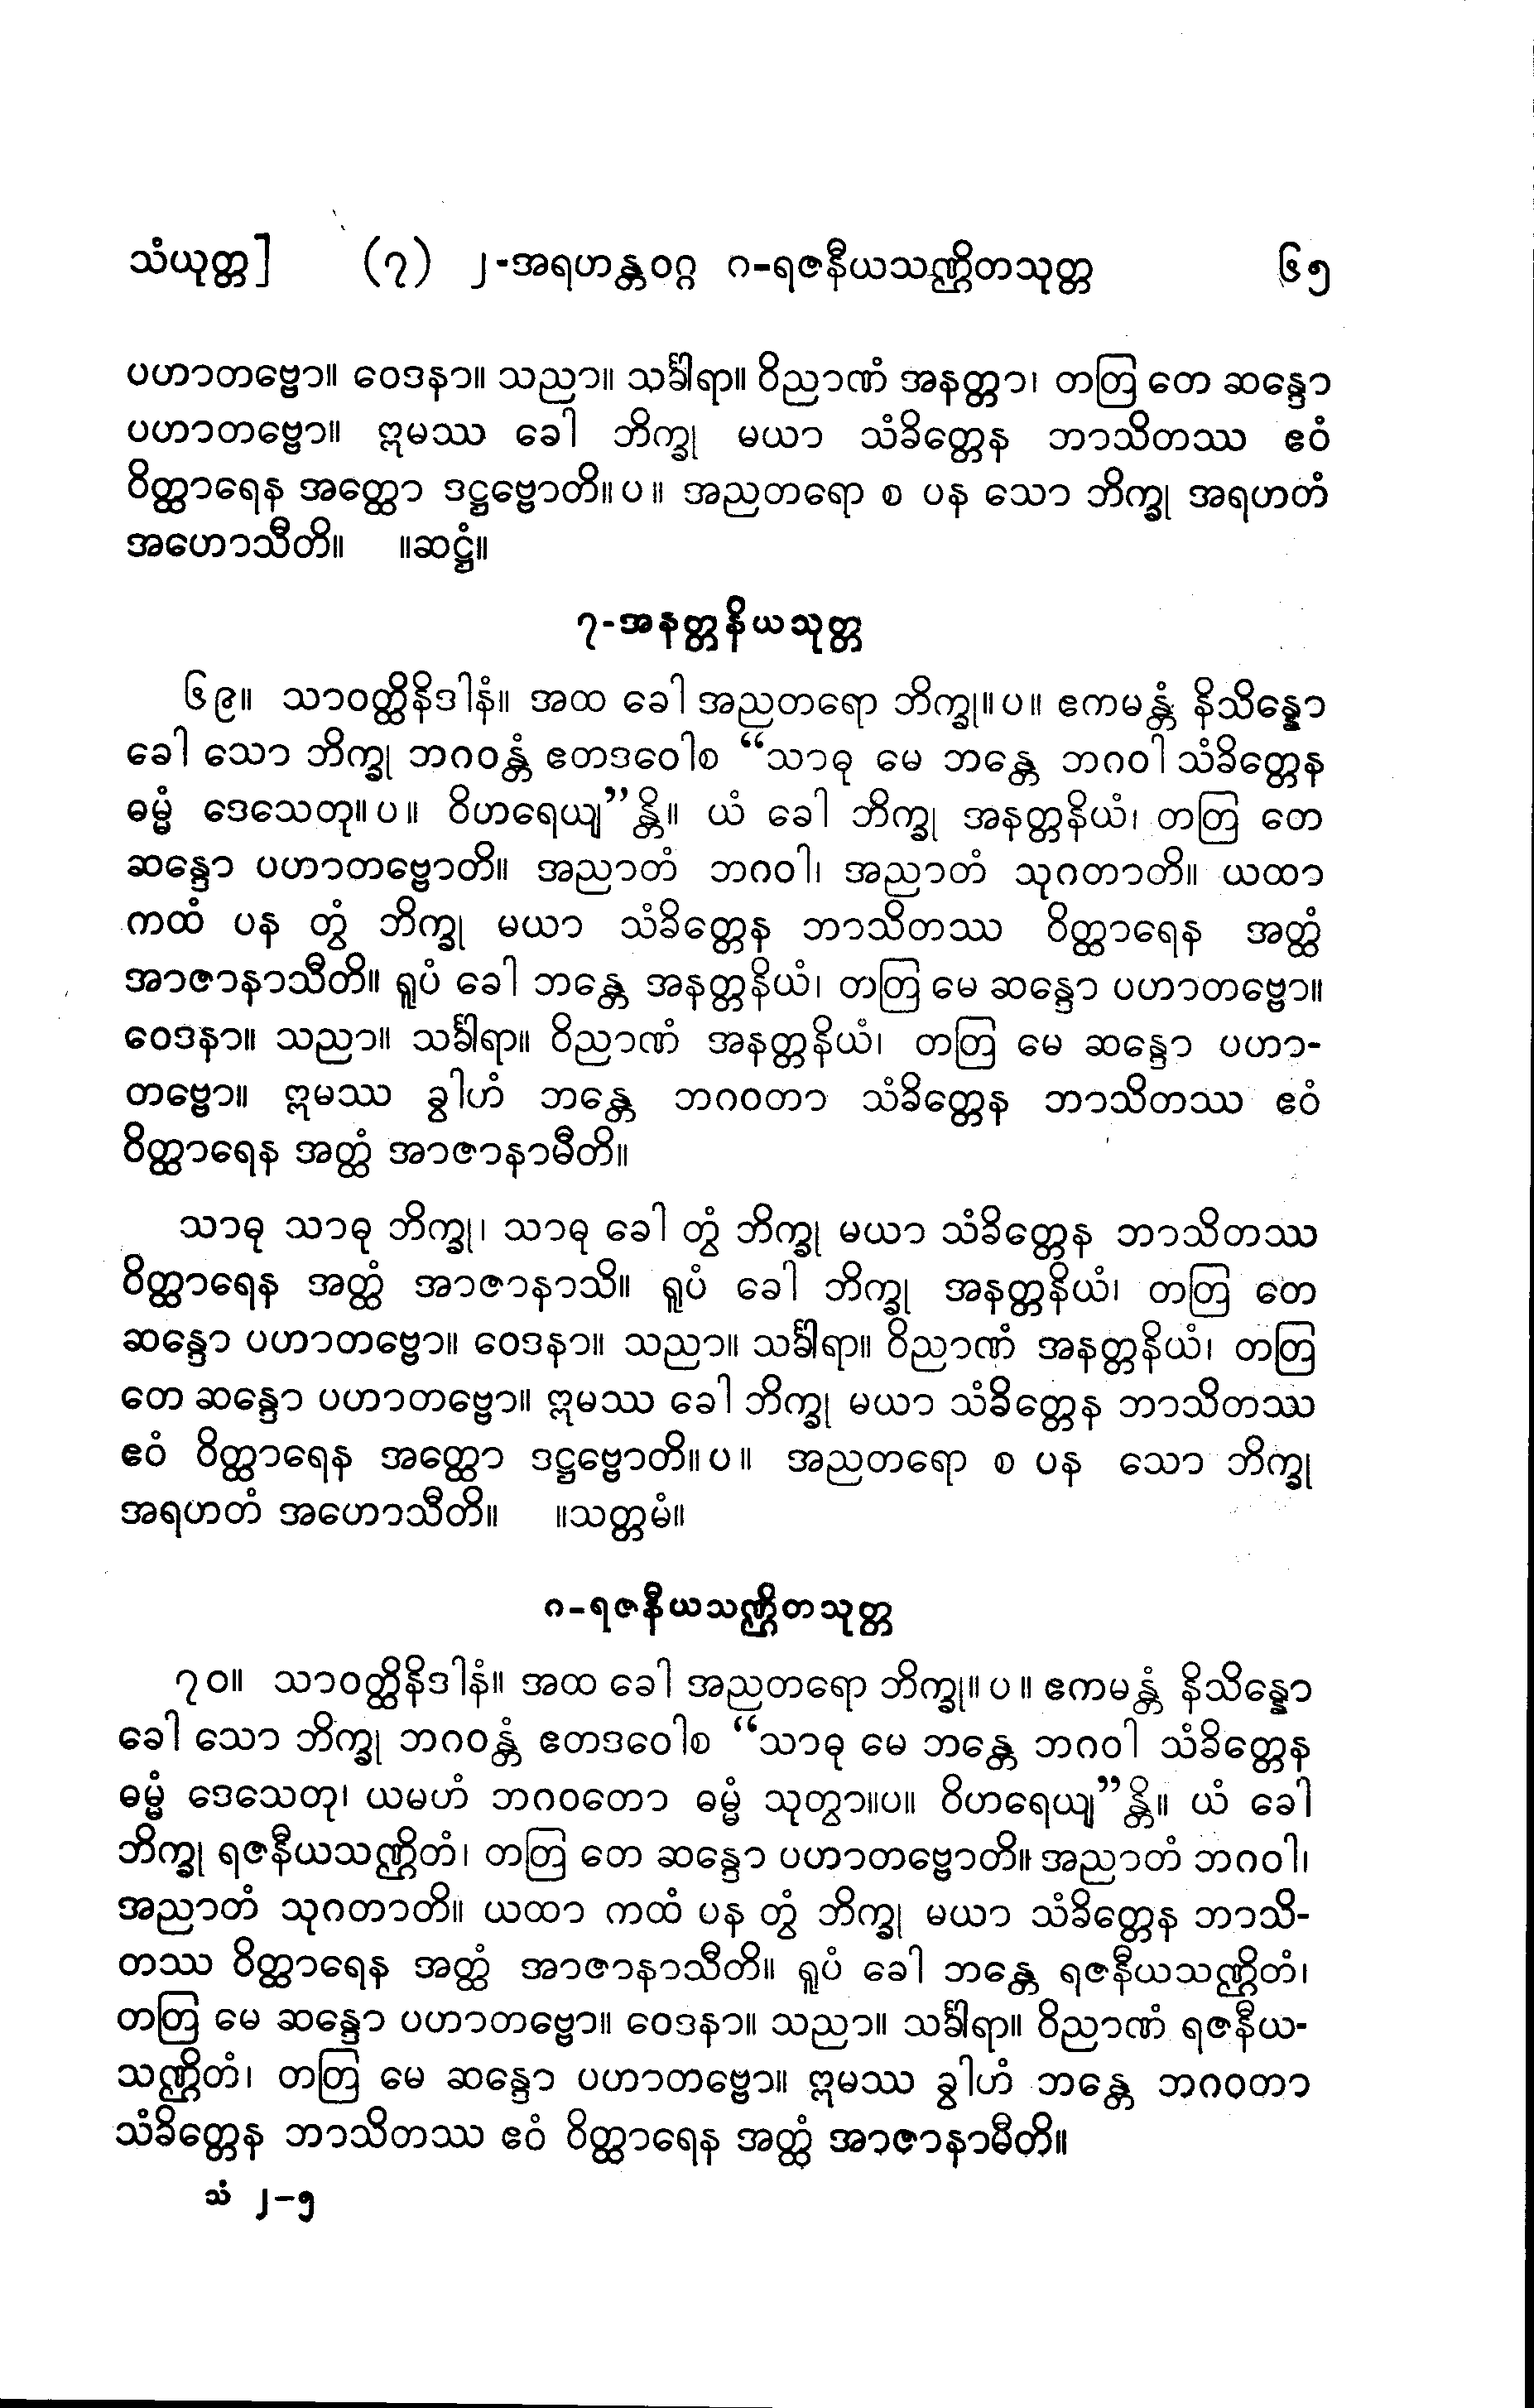 သံယုတ္တ] (၇) ၂-အရဟန္တဝဂ္ဂ ဂ-ရဇနီယသဏ္ဌိတသုတ္တ ၆၅
ပဟာတဗ္ဗော။ ဝေဒနာ။ သညာ။ သင်္ခါရာ။ ဝိညာဏံ အနတ္တာ၊ တတြ တေ ဆန္ဒော
ပဟာတဗ္ဗော။ ဣမဿ ခေါ ဘိက္ခု မယာ သံခိတ္တေန ဘာသိတဿ ဧဝံ
ဝိတ္ထာရေန အတ္ထော ဒဋ္ဌဗ္ဗောတိ။ပ။ အညတရော စ ပန သော ဘိက္ခု အရဟတံ
အဟောသီတိ။ ။ဆဋ္ဌံ။
၇-အနတ္တနိယသုတ္တ
၆၉။ သာဝတ္ထိနိဒါနံ။ အထ ခေါ အညတရော ဘိက္ခု။ပ။ ဧကမန္တံ နိသိန္နော
ခေါ သော ဘိက္ခု ဘဂဝန္တံ ဧတဒဝေါစ “သာဓု မေ ဘန္တေ ဘဂဝါ သံခိတ္တေန
ဓမ္မံ ဒေသေတု။ပ။ ဝိဟရေယျ”န္တိ။ ယံ ခေါ ဘိက္ခု အနတ္တနိယံ၊ တတြ တေ
ဆန္ဒော ပဟာတဗ္ဗောတိ။ အညာတံ ဘဂဝါ၊ အညာတံ သုဂတာတိ။ ယထာ
ကထံ ပန တွံ ဘိက္ခု မယာ သံခိတ္တေန ဘာသိတဿ ဝိတ္ထာရေန အတ္ထံ
အာဇာနာသီတိ။ ရူပံ ခေါ ဘန္တေ အနတ္တနိယံ၊ တတြ မေ ဆန္ဒော ပဟာတဗ္ဗော။
ဝေဒနာ။ သညာ။ သင်္ခါရာ။ ဝိညာဏံ အနတ္တနိယံ၊ တတြ မေ ဆန္ဒော ပဟာ-
တဗ္ဗော။ ဣမဿ ခွါဟံ ဘန္တေ ဘဂဝတာ သံခိတ္တေန ဘာသိတဿ ဧဝံ
ဝိတ္ထာရေန အတ္ထံ အာဇာနာမီတိ။
သာဓု သာဓု ဘိက္ခု၊ သာဓု ခေါ တွံ ဘိက္ခု မယာ သံခိတ္တေန ဘာသိတဿ
ဝိတ္ထာရေန အတ္ထံ အာဇာနာသိ။ ရူပံ ခေါ ဘိက္ခု အနတ္တနိယံ၊ တတြ တေ
ဆန္ဒော ပဟာတဗ္ဗော။ ဝေဒနာ။ သညာ။ သင်္ခါရာ။ ဝိညာဏံ အနတ္တနိယံ၊ တတြ
တေ ဆန္ဒော ပဟာတဗ္ဗော။ ဣမဿ ခေါ ဘိက္ခု မယာ သံခိတ္တေန ဘာသိတဿ
ဧဝံ ဝိတ္ထာရေန အတ္ထော ဒဋ္ဌဗ္ဗောတိ။ပ။ အညတရော စ ပန သော ဘိက္ခု
အရဟတံ အဟောသီတိ။ ။သတ္တမံ။
ဂ-ရဇနီယသဏ္ဌိတသုတ္တ
၇၀။ သာဝတ္ထိနိဒါနံ။ အထ ခေါ အညတရော ဘိက္ခု။ပ။ ဧကမန္တံ နိသိန္နော
ခေါ သော ဘိက္ခု ဘဂဝန္တံ ဧတဒဝေါစ “သာဓု မေ ဘန္တေ ဘဂဝါ သံခိတ္တေန
ဓမ္မံ ဒေသေတု၊ ယမဟံ ဘဂဝတော ဓမ္မံ သုတွာ။ပ။ ဝိဟရေယျ”န္တိ။ ယံ ခေါ
ဘိက္ခု ရဇနီယသဏ္ဌိတံ၊ တတြ တေ ဆန္ဒော ပဟာတဗ္ဗောတိ။ အညာတံ ဘဂဝါ၊
အညာတံ သုဂတာတိ။ ယထာ ကထံ ပန တွံ ဘိက္ခု မယာ သံခိတ္တေန ဘာသိ-
တဿ ဝိတ္ထာရေန အတ္ထံ အာဇာနာသီတိ။ ရူပံ ခေါ ဘန္တေ ရဇနီယသဏ္ဌိတံ၊
တတြ မေ ဆန္ဒော ပဟာတဗ္ဗော။ ဝေဒနာ။ သညာ။ သင်္ခါရာ။ ဝိညာဏံ ရဇနီယ-
သဏ္ဌိတံ၊ တတြ မေ ဆန္ဒော ပဟာတဗ္ဗော။ ဣမဿ ခွါဟံ ဘန္တေ ဘဂဝတာ
သံခိတ္တေန ဘာသိတဿ ဧဝံ ဝိတ္ထာရေန အတ္ထံ အာဇာနာမီတိ။
သံ ၂-၅